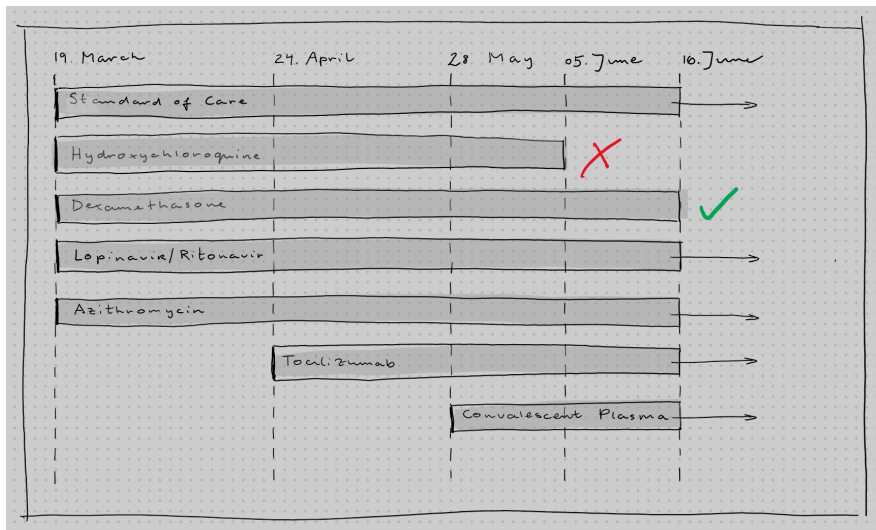 19. March 24. April 28 May 05. June 16. June
Standard of Care
Hydroxychloroquine
Dexamethasone
Lopinavir/Ritonavir
Azithromycin
Tocilizumab
Convalescent Plasma